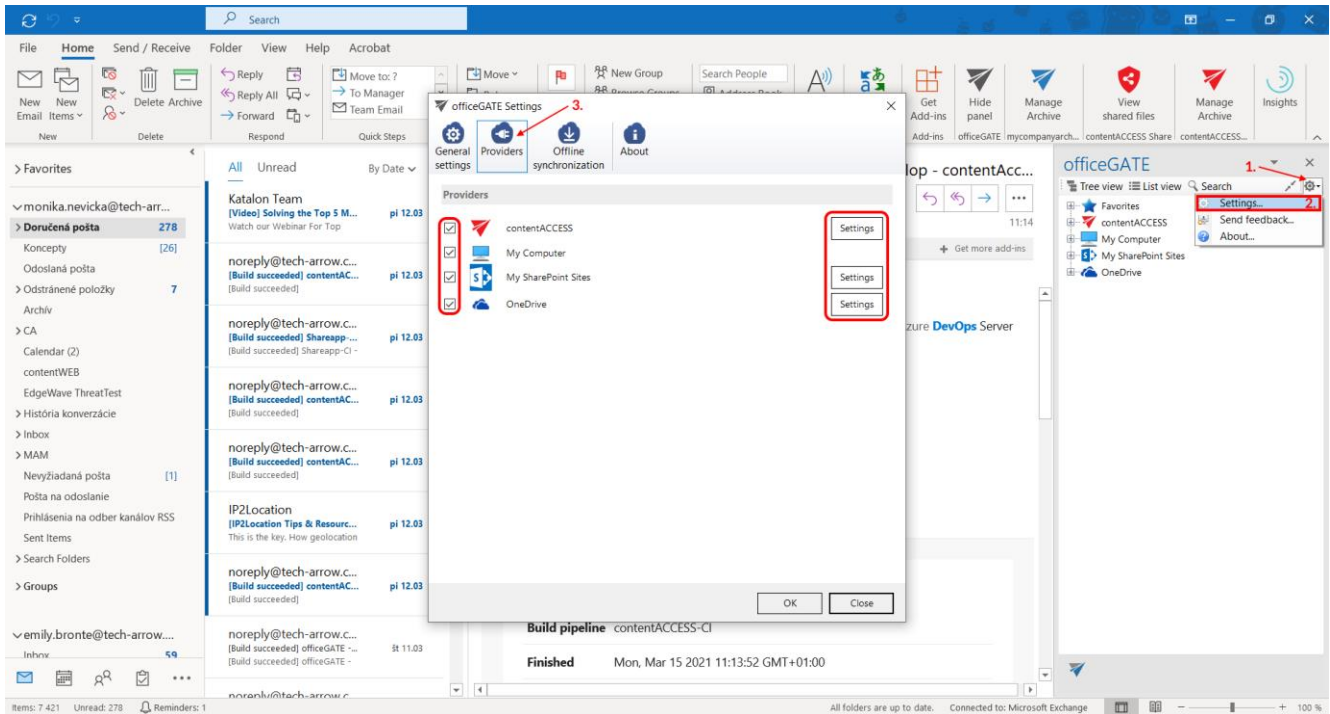 Search
File Home Send / Receive Folder View Help Acrobat
New Email
New Items
Delete
Archive
New
Delete
Reply
Reply All
Forward
Respond
Move to: ?
To Manager
Team Email
Quick Steps
Move
New Group
Search People
Get Add-ins
Hide panel
Manage Archive
View shared files
Manage Archive
Insights
Add-ins officeGATE mycompanyarch... contentACCESS Share contentACCESS...
Favorites
monika.nevicka@tech-arr...
Doručená pošta 278
Koncepty [26]
Odoslaná pošta
Odstránené položky 7
Archív
CA
Calendar (2)
contentWEB
EdgeWave ThreatTest
História konverzácie
Inbox
MAM
Nevyžiadaná pošta [1]
Pošta na odoslanie
Prihlásenia na odber kanálov RSS
Sent Items
Search Folders
Groups
emily.bronte@tech-arrow....
Inbox 59
All Unread By Date
Katalon Team
[Video] Solving the Top 5 M... pi 12.03
Watch our Webinar For Top
noreply@tech-arrow.c...
[Build succeeded] contentAC... pi 12.03
[Build succeeded]
noreply@tech-arrow.c...
[Build succeeded] Shareapp-... pi 12.03
[Build succeeded] Shareapp-CI -
noreply@tech-arrow.c...
[Build succeeded] contentAC... pi 12.03
[Build succeeded]
noreply@tech-arrow.c...
[Build succeeded] contentAC... pi 12.03
[Build succeeded]
IP2Location
[IP2Location Tips & Resourc... pi 12.03
This is the key. How geolocation
noreply@tech-arrow.c...
[Build succeeded] contentAC... pi 12.03
[Build succeeded]
noreply@tech-arrow.c...
[Build succeeded] officeGATE -... št 11.03
[Build succeeded] officeGATE -
noreply@tech-arrow.c
officeGATE Settings 3.
General settings
Providers
Offline synchronization
About
Providers
contentACCESS Settings
My Computer
My SharePoint Sites Settings
OneDrive Settings
OK Close
lop - contentAcc...
11:14
+ Get more add-ins
zure DevOps Server
Build pipeline contentACCESS-CI
Finished Mon, Mar 15 2021 11:13:52 GMT+01:00
officeGATE 1.
Tree view List view Search
Favorites
contentACCESS
My Computer
My SharePoint Sites
OneDrive
Settings... 2.
Send feedback...
About...
Items: 7 421 Unread: 278 Reminders: 1 All folders are up to date. Connected to: Microsoft Exchange 100 %